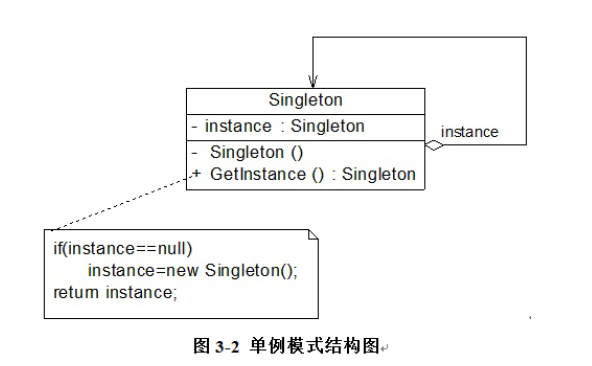 Singleton
- instance : Singleton
instance
- Singleton ()
+ GetInstance () : Singleton
if(instance==null)
instance=new Singleton();
return instance;
图 3-2 单例模式结构图